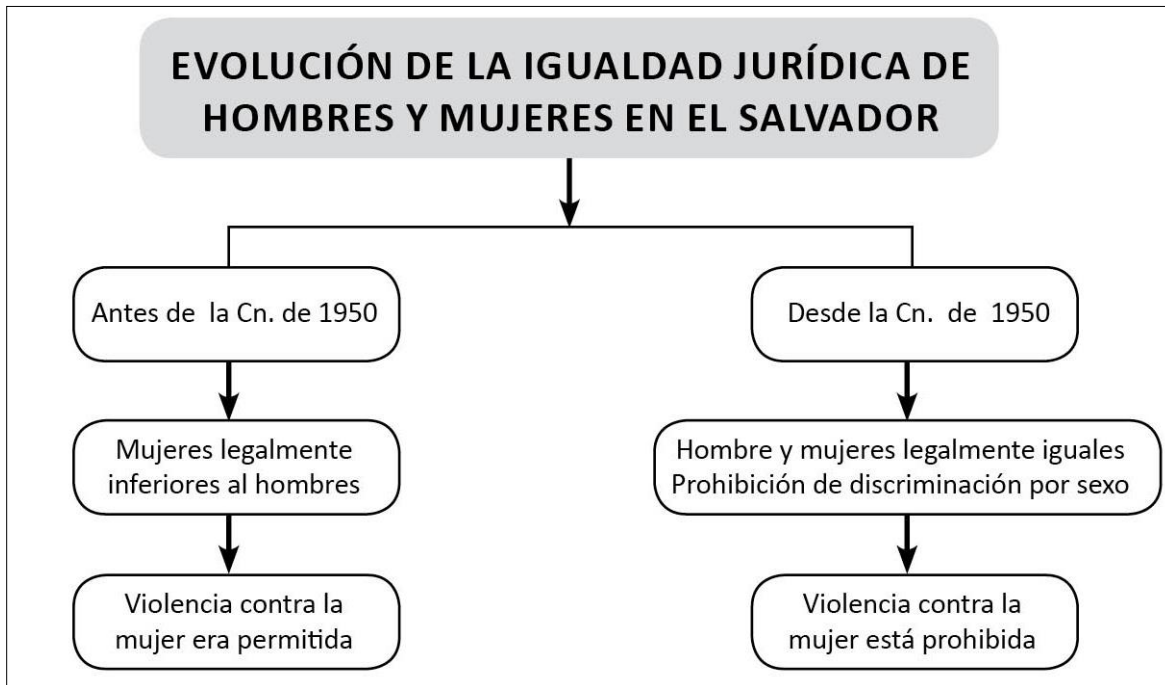 EVOLUCIÓN DE LA IGUALDAD JURÍDICA DE
HOMBRES Y MUJERES EN EL SALVADOR
Antes de la Cn. de 1950
Desde la Cn. de 1950
Mujeres legalmente
inferiores al hombres
Hombre y mujeres legalmente iguales
Prohibición de discriminación por sexo
Violencia contra la
mujer era permitida
Violencia contra la
mujer está prohibida